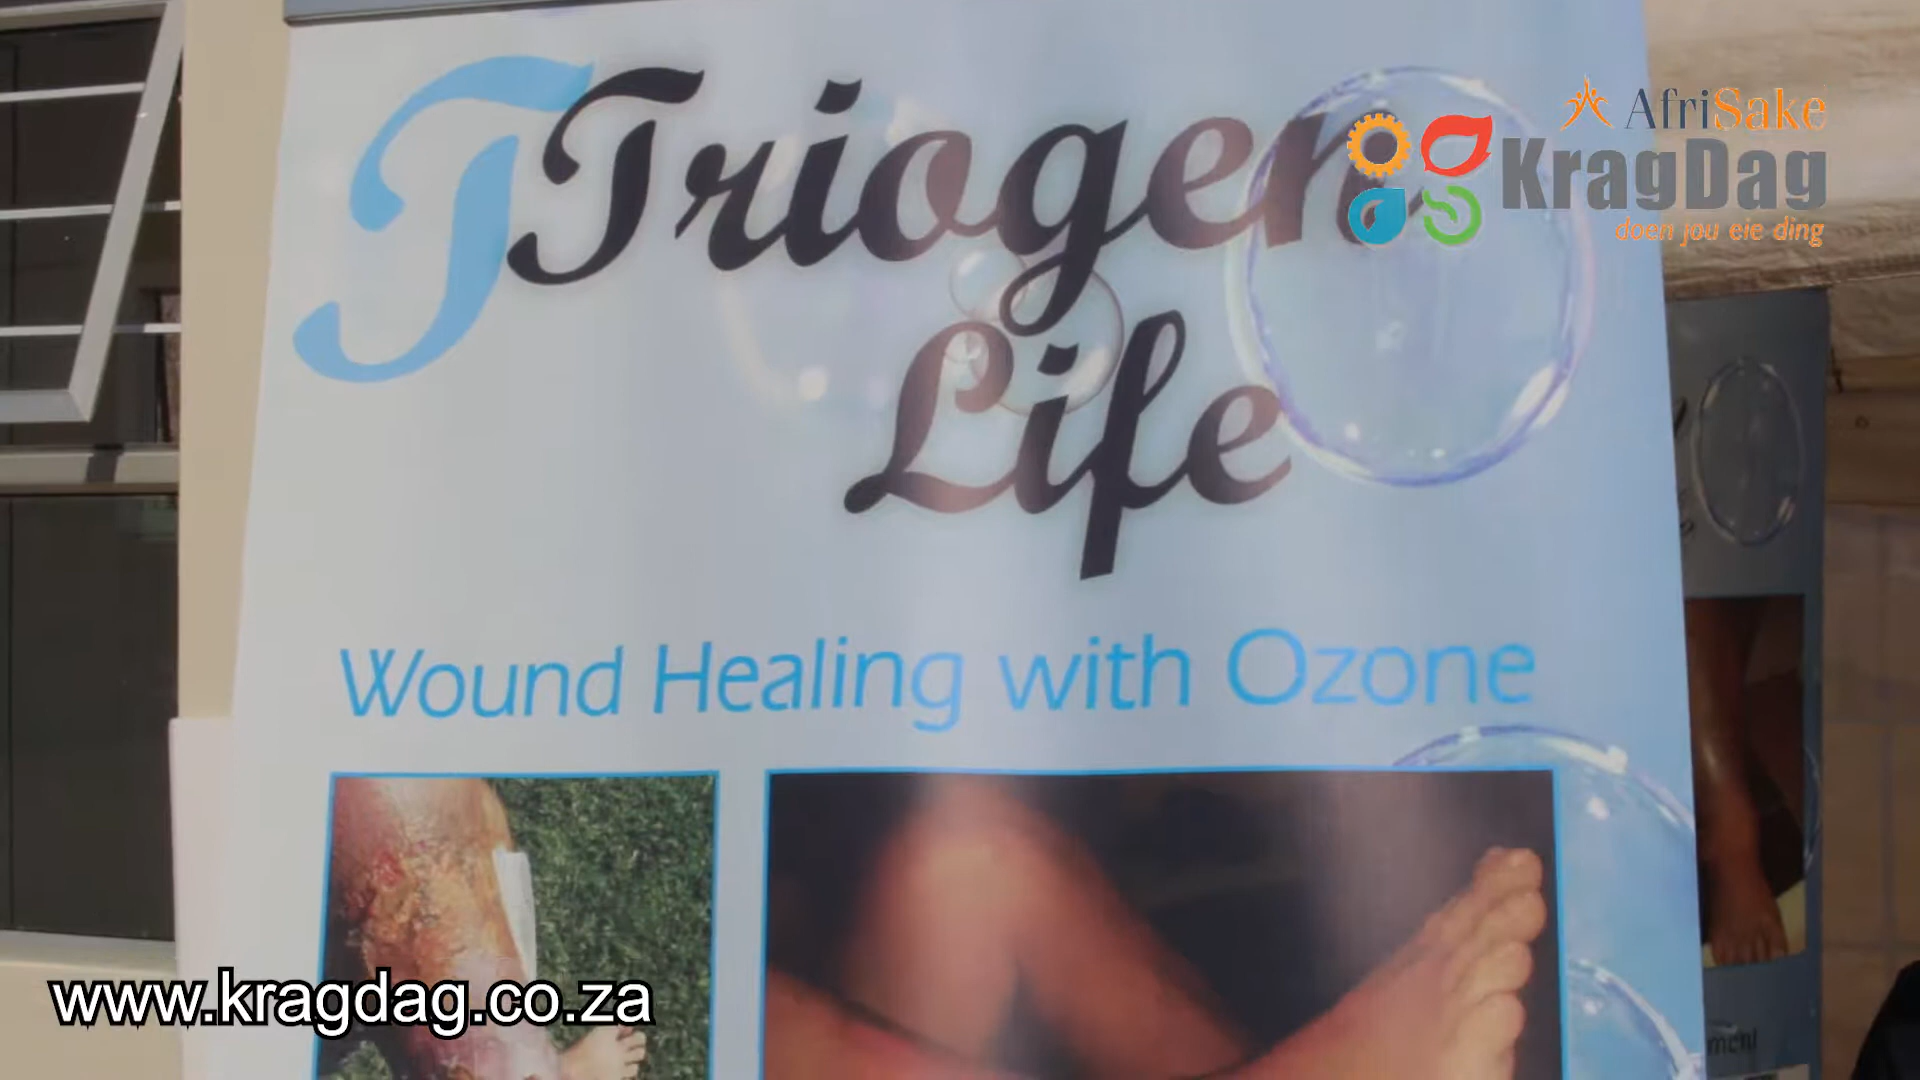 AfriSake
KragDag
doen jou eie ding
T Triogen
Life
Wound Healing with Ozone
www.kragdag.co.za